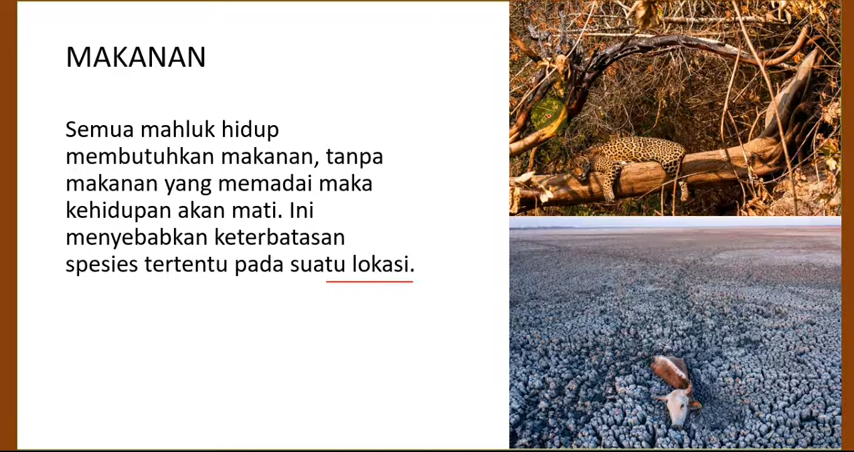 MAKANAN
Semua mahluk hidup
membutuhkan makanan, tanpa
makanan yang memadai maka
kehidupan akan mati. Ini
menyebabkan keterbatasan
spesies tertentu pada suatu lokasi.